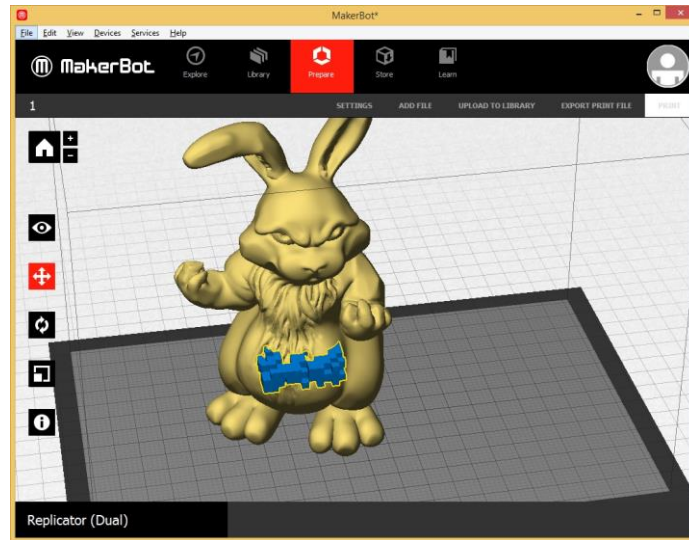 MakerBot*
File Edit View Devices Services Help
MakerBot
Explore Library Prepare Store Learn
1 SETTINGS ADD FILE UPLOAD TO LIBRARY EXPORT PRINT FILE PRINT
Replicator (Dual)